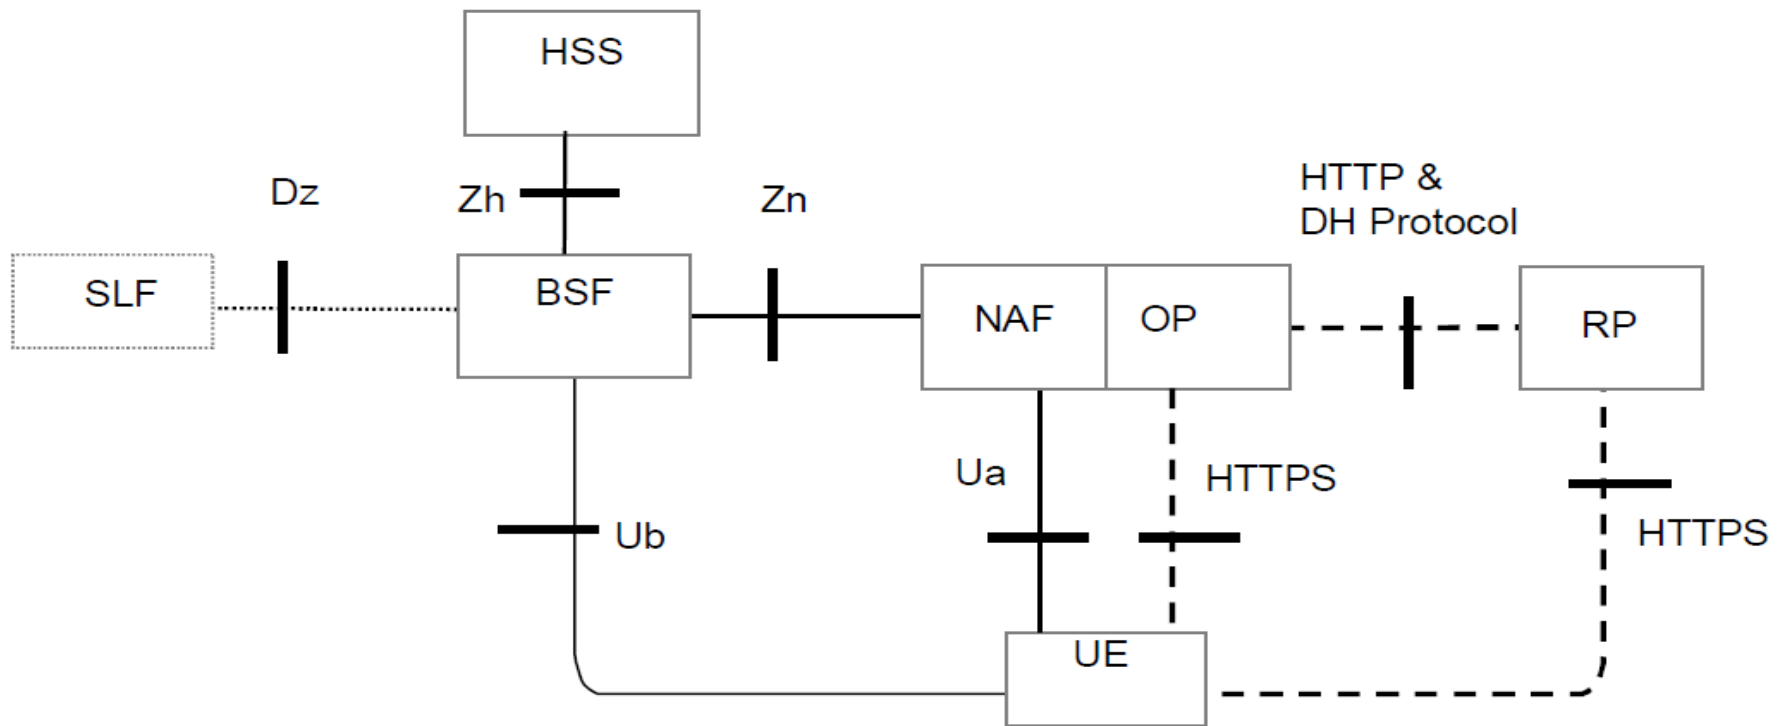 HSS
HTTP &
DH Protocol
Dz
Zh
Zn
SLF
BSF
NAF
OP
RP
Ua
HTTPS
Ub
HTTPS
UE